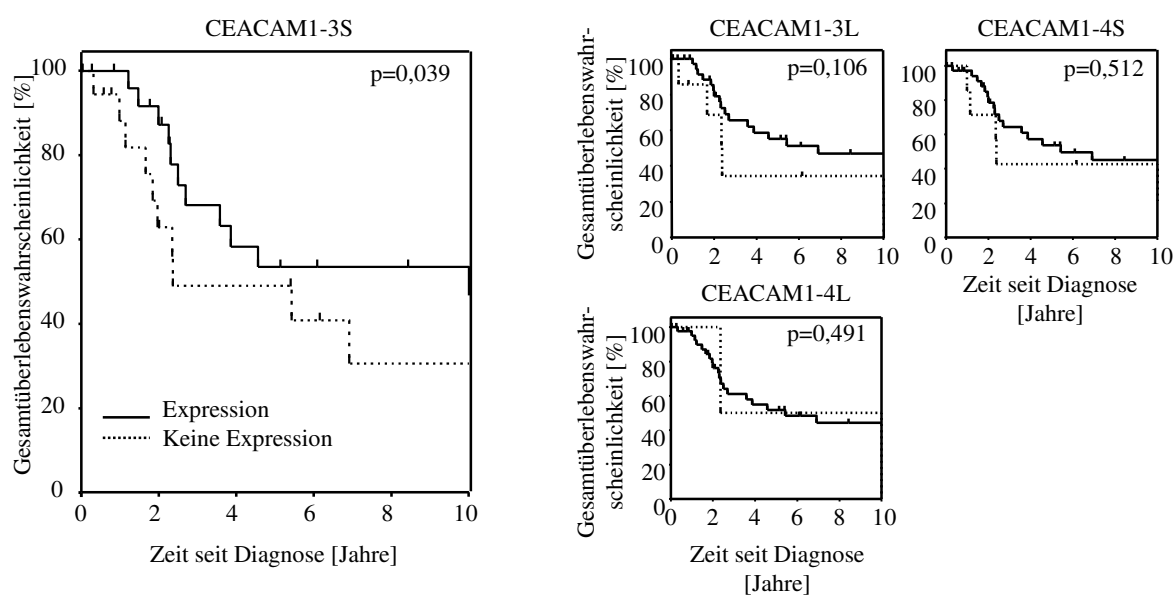 CEACAM1-3S
Gesamtüberlebenswahrscheinlichkeit [%]
100
80
60
40
20
0
p=0,039
Expression
Keine Expression
0 2 4 6 8 10
Zeit seit Diagnose [Jahre]
CEACAM1-3L
Gesamtüberlebenswahr-
scheinlichkeit [%]
100
80
60
40
20
0
p=0,106
0 2 4 6 8 10
CEACAM1-4S
100
80
60
40
20
0
p=0,512
0 2 4 6 8 10
Zeit seit Diagnose
[Jahre]
CEACAM1-4L
Gesamtüberlebenswahr-
scheinlichkeit [%]
100
80
60
40
20
0
p=0,491
0 2 4 6 8 10
Zeit seit Diagnose
[Jahre]